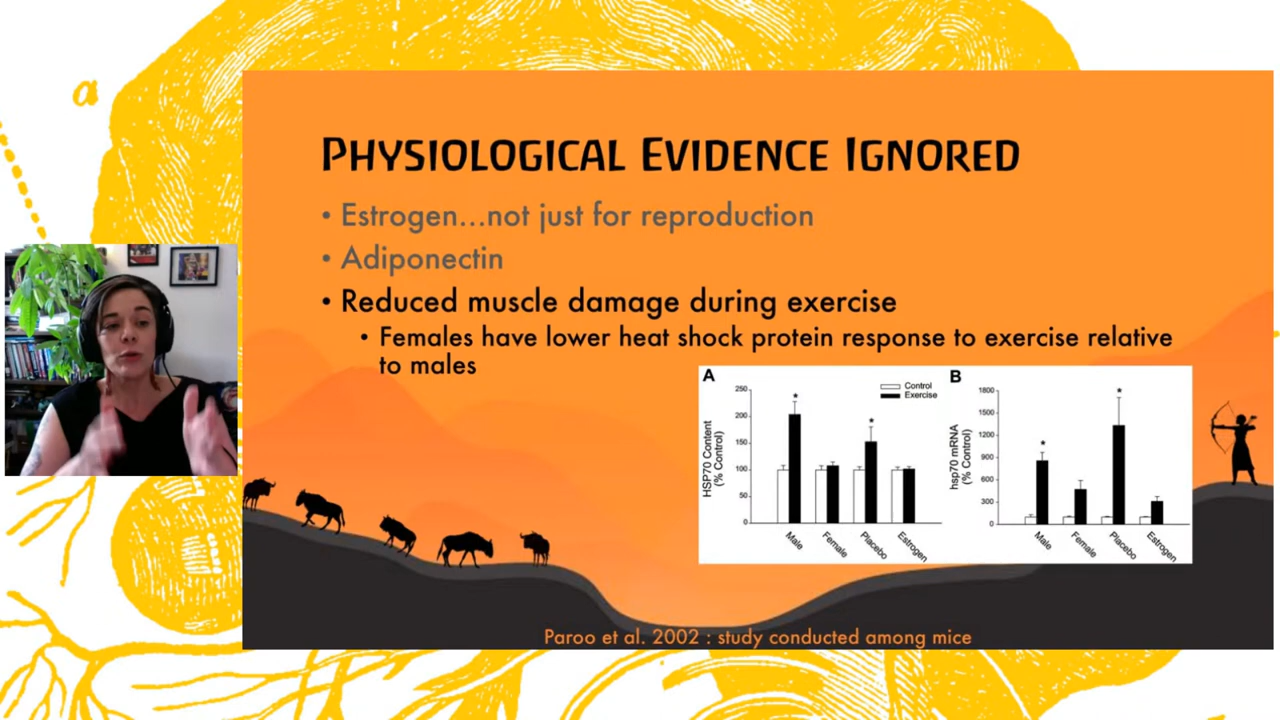 a
PHYSIOLOGICAL EVIDENCE IGNORED
• Estrogen...not just for reproduction
• Adiponectin
• Reduced muscle damage during exercise
• Females have lower heat shock protein response to exercise relative
to males
A
HSP70 Content
(% Control)
250
200
150
100
50
0
Control
Exercise
*
*
Male
Female
Placebo
Estrogen
B
hsp70 mRNA
(% Control)
1800
1500
1200
900
600
300
0
*
*
Male
Female
Placebo
Estrogen
Paroo et al. 2002 : study conducted among mice